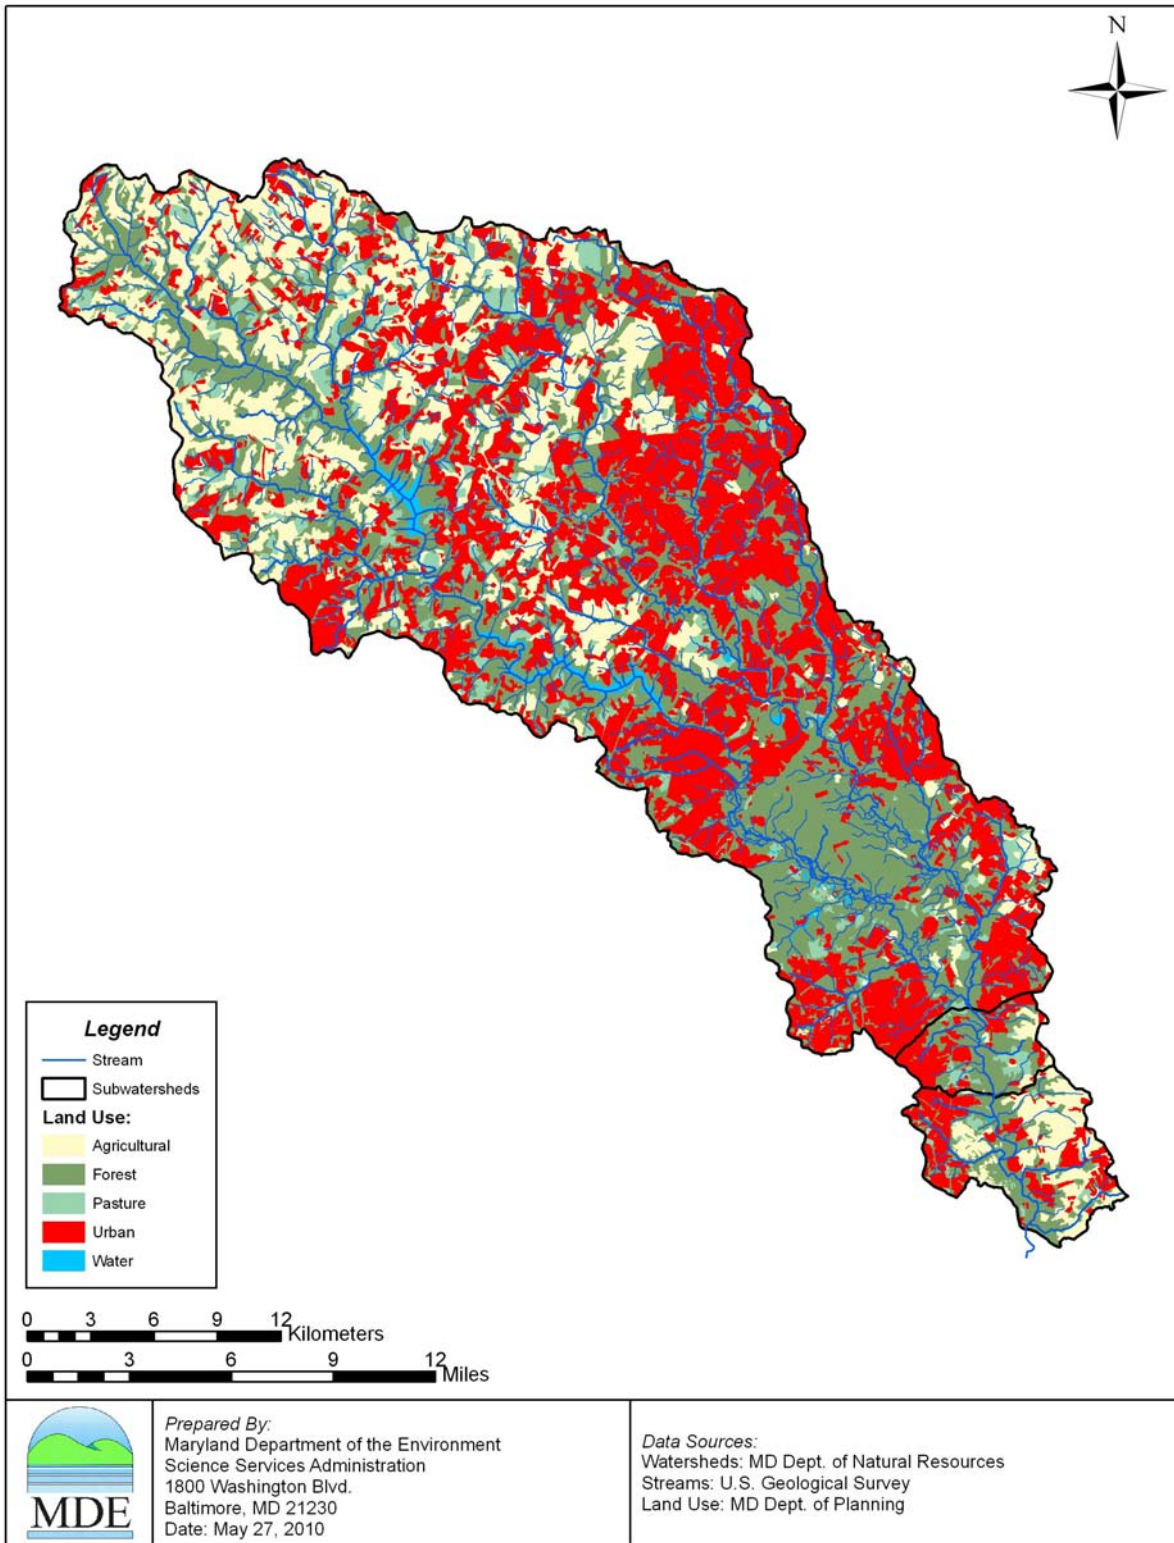 N
Legend
Stream
Subwatersheds
Land Use:
Agricultural
Forest
Pasture
Urban
Water
0 3 6 9 12
Kilometers
0 3 6 9 12
Miles
MDE
Prepared By:
Maryland Department of the Environment
Science Services Administration
1800 Washington Blvd.
Baltimore, MD 21230
Date: May 27, 2010
Data Sources:
Watersheds: MD Dept. of Natural Resources
Streams: U.S. Geological Survey
Land Use: MD Dept. of Planning